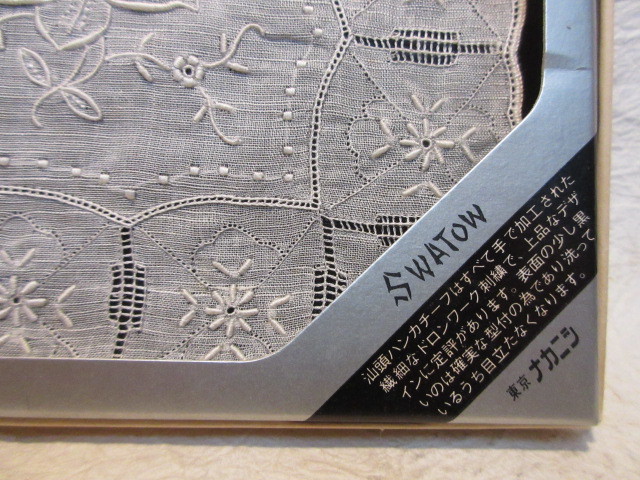 SWATOW
汕頭ハンカチーフはすべて手で加工された
繊細なドロンワーク刺繍で、上品なデザ
インに定評があります。表面の少し黒
いのは確実な型付の為であり洗って
いるうち目立たなくなります。
東京 ナガニシ